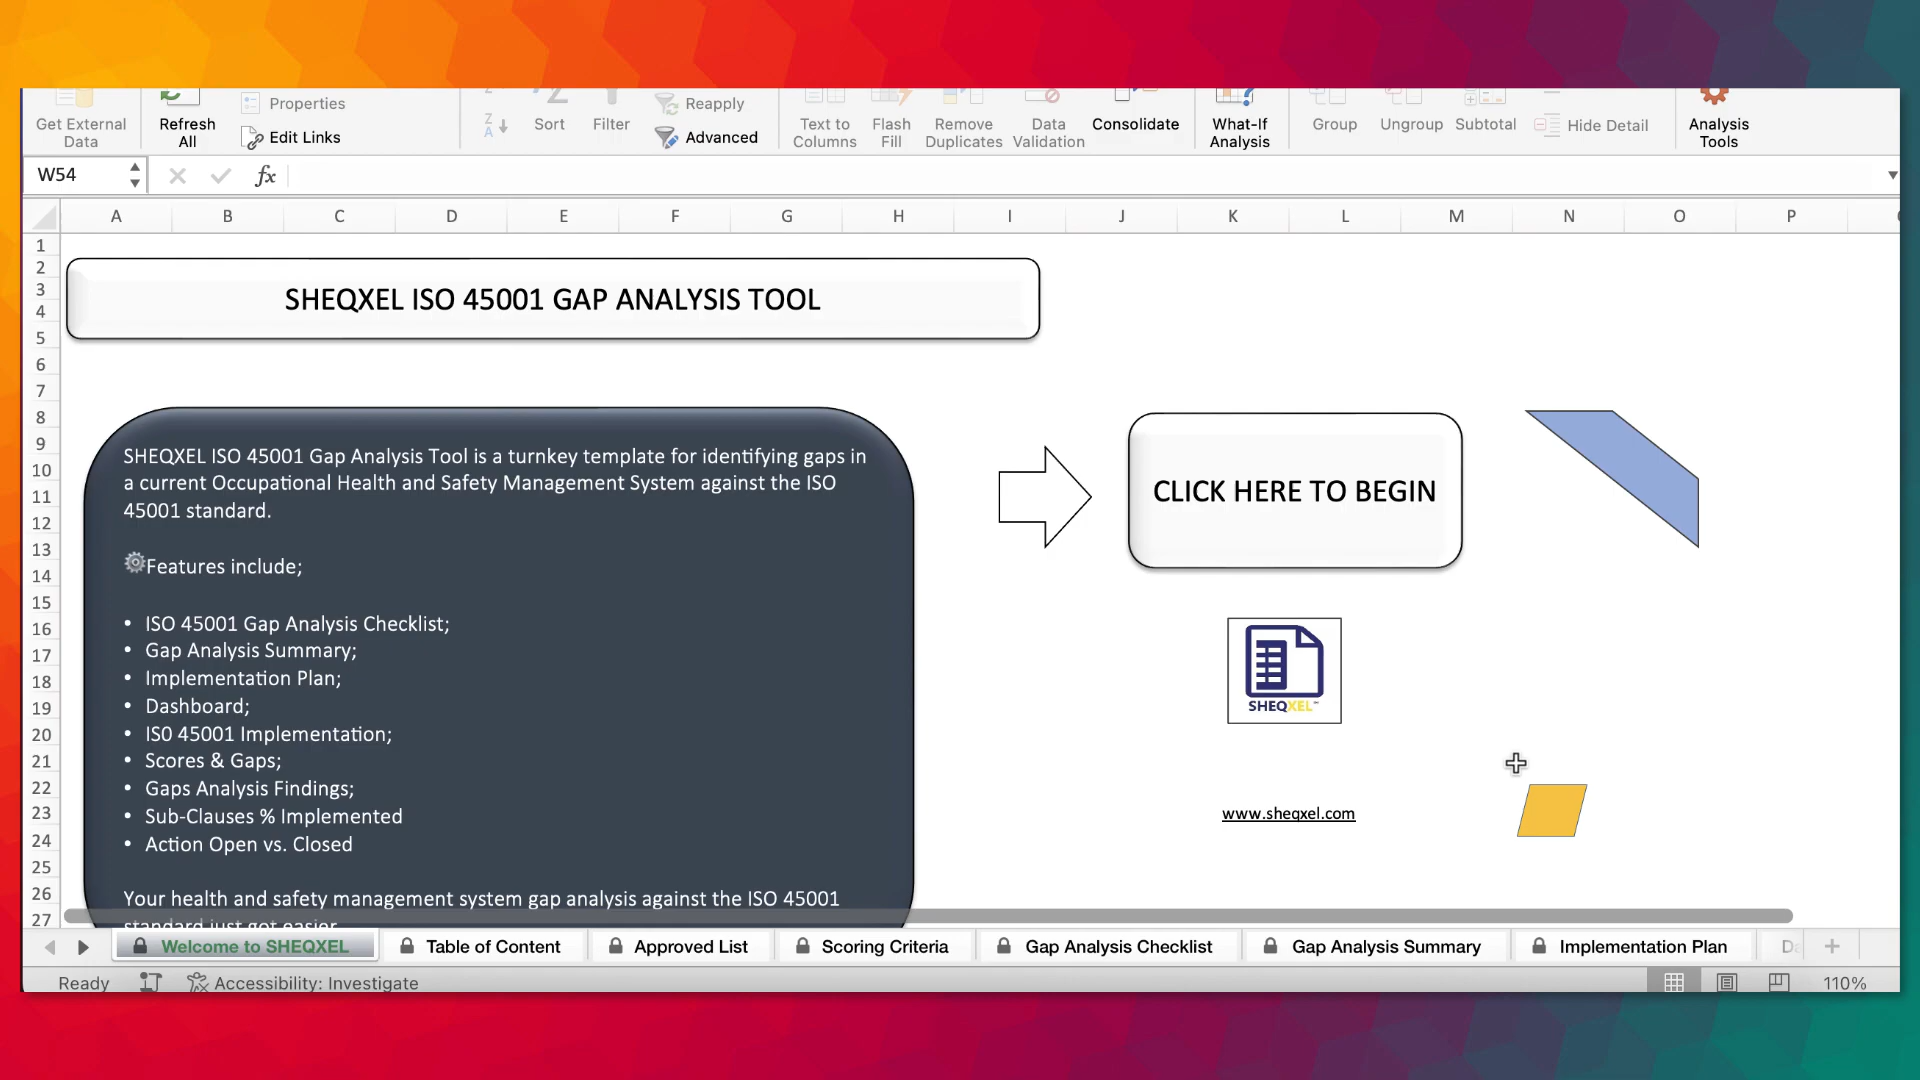 Get External Data
Refresh All
Properties
Edit Links
Z
A
Sort
Filter
Reapply
Advanced
Text to Columns
Flash Fill
Remove Duplicates
Data Validation
Consolidate
What-If Analysis
Group
Ungroup
Subtotal
Hide Detail
Analysis Tools
W54
fx
A B C D E F G H I J K L M N O P
1
2
3
4
5
6
7
8
9
10
11
12
13
14
15
16
17
18
19
20
21
22
23
24
25
26
27
SHEQXEL ISO 45001 GAP ANALYSIS TOOL
SHEQXEL ISO 45001 Gap Analysis Tool is a turnkey template for identifying gaps in
a current Occupational Health and Safety Management System against the ISO
45001 standard.
Features include;
• ISO 45001 Gap Analysis Checklist;
• Gap Analysis Summary;
• Implementation Plan;
• Dashboard;
• IS0 45001 Implementation;
• Scores & Gaps;
• Gaps Analysis Findings;
• Sub-Clauses % Implemented
• Action Open vs. Closed
Your health and safety management system gap analysis against the ISO 45001
standard just got easier
CLICK HERE TO BEGIN
SHEQXEL™
www.sheqxel.com
Welcome to SHEQXEL
Table of Content
Approved List
Scoring Criteria
Gap Analysis Checklist
Gap Analysis Summary
Implementation Plan
Ready
Accessibility: Investigate
110%